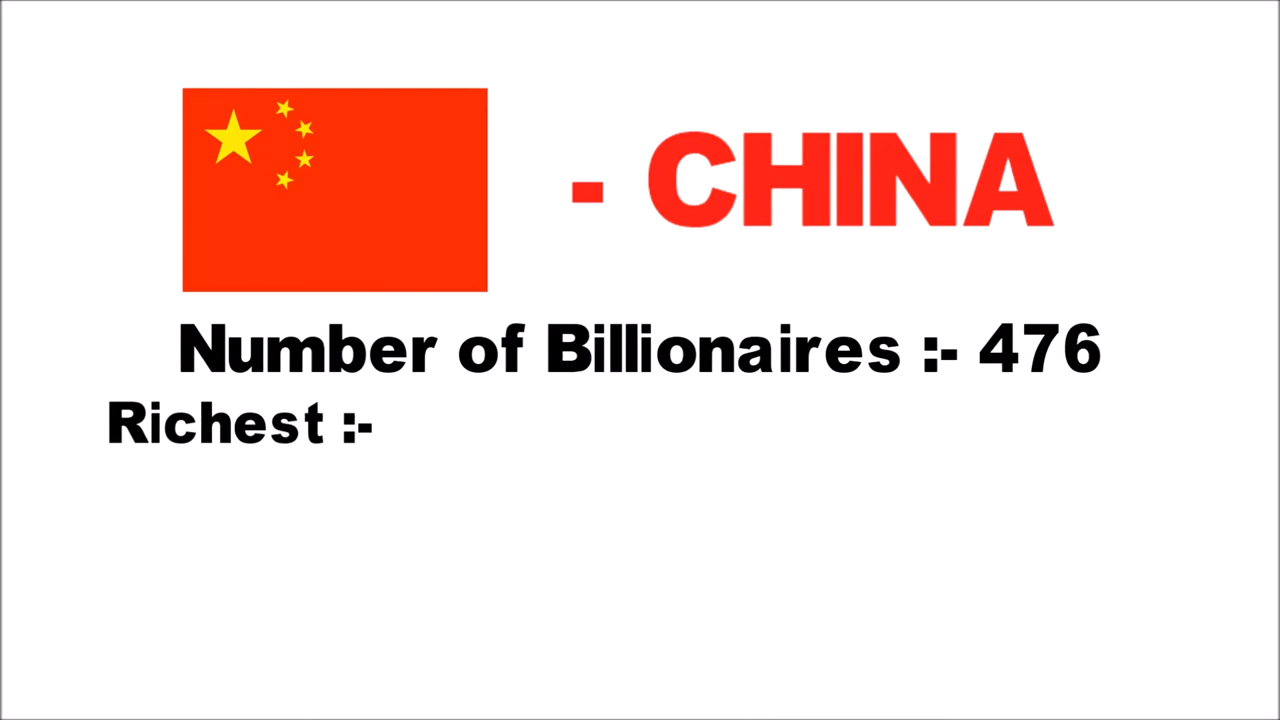 - CHINA
Number of Billionaires :- 476
Richest :-